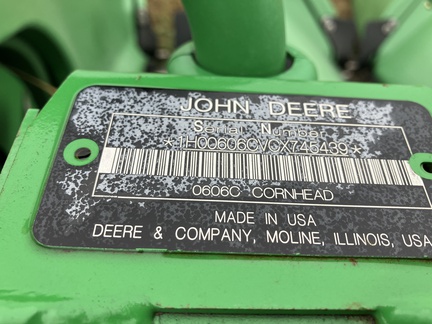 JOHN DEERE
Serial Number
*1H00606CVCX745439*
0606C CORNHEAD
MADE IN USA
DEERE & COMPANY, MOLINE, ILLINOIS, USA